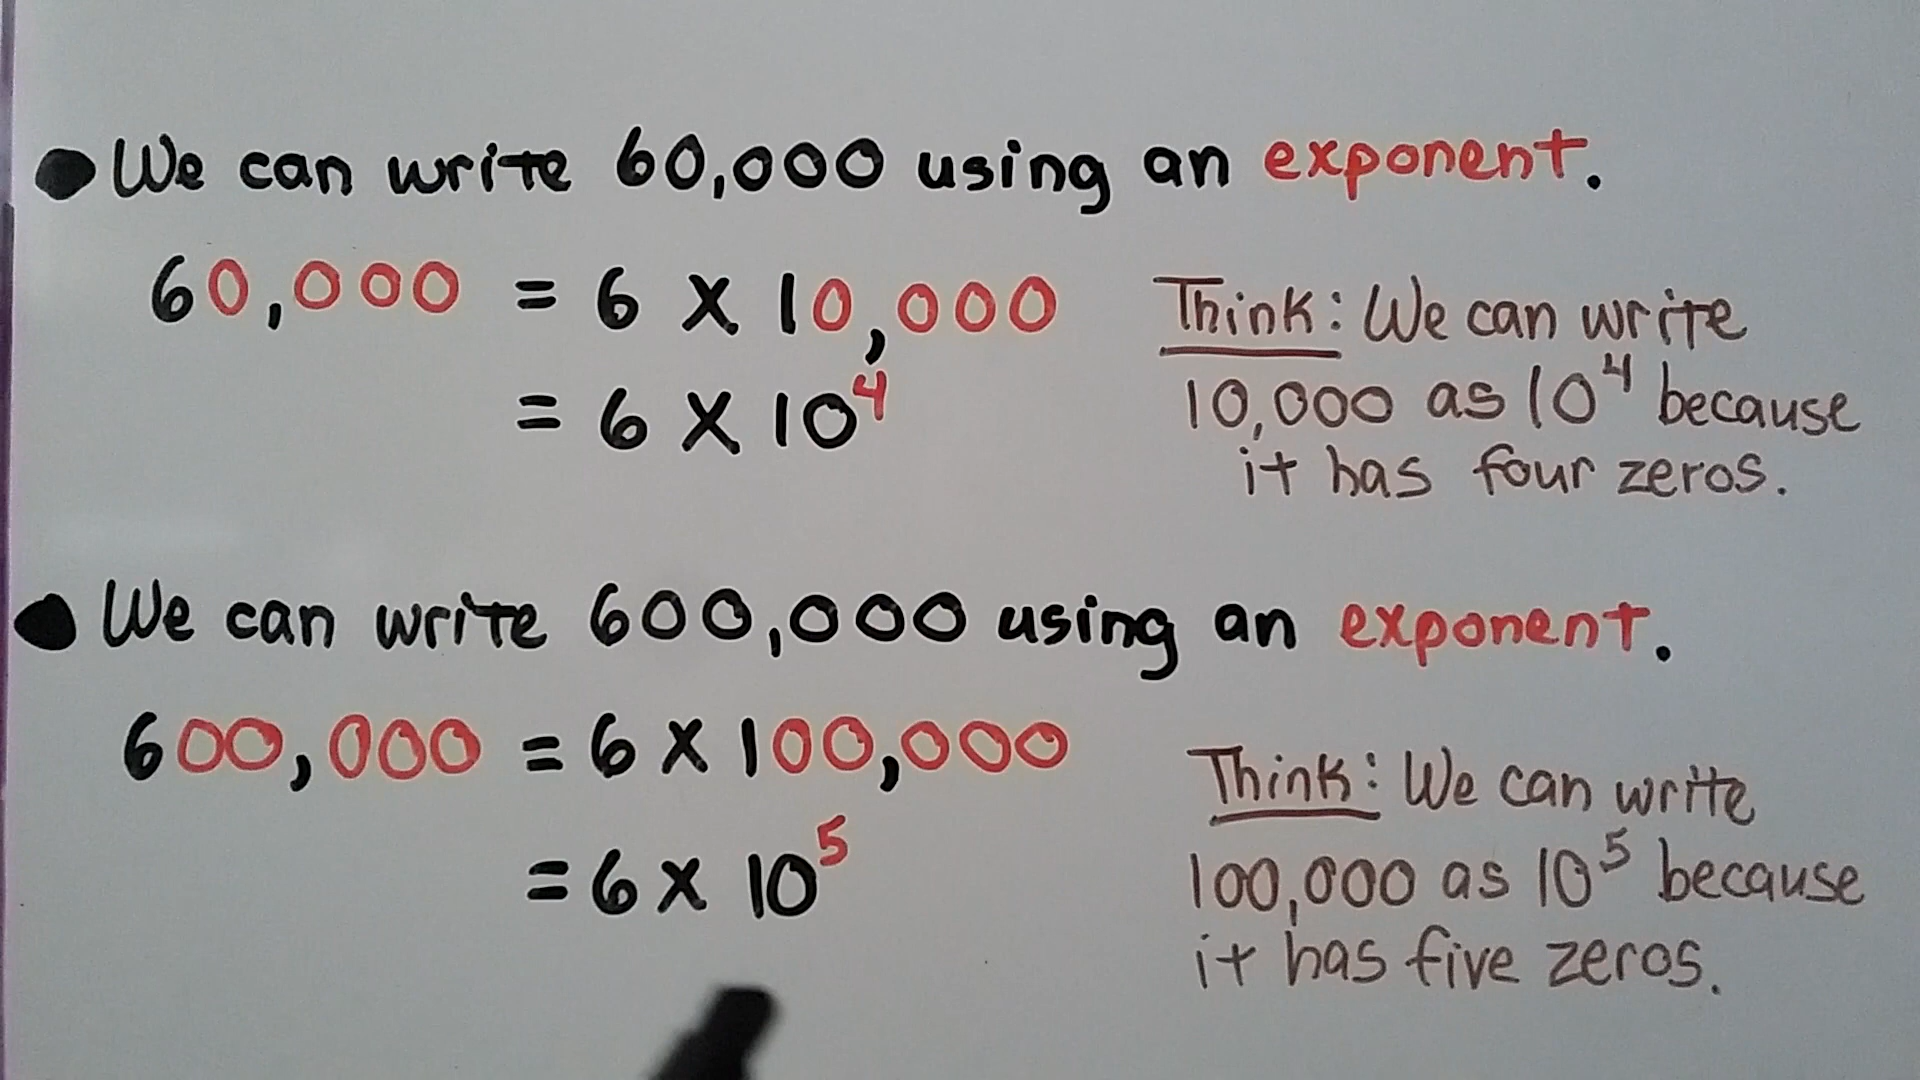 ● We can write 60,000 using an exponent.
60,000 = 6 x 10,000
= 6 x 10⁴
Think: We can write
10,000 as 10⁴ because
it has four zeros.
● We can write 600,000 using an exponent.
600,000 = 6 x 100,000
= 6 x 10⁵
Think: We can write
100,000 as 10⁵ because
it has five zeros.